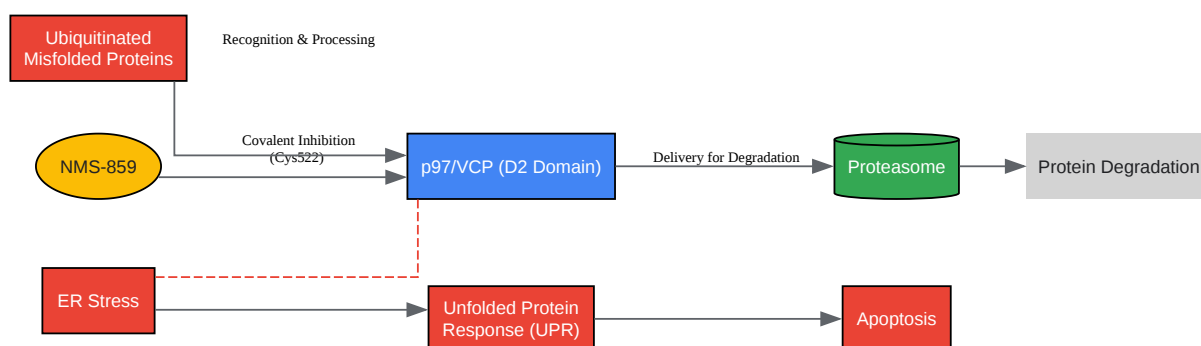 Ubiquitinated
Misfolded Proteins
Recognition & Processing
Covalent Inhibition
(Cys522)
NMS-859
p97/VCP (D2 Domain)
Delivery for Degradation
Proteasome
Protein Degradation
ER Stress
Unfolded Protein
Response (UPR)
Apoptosis